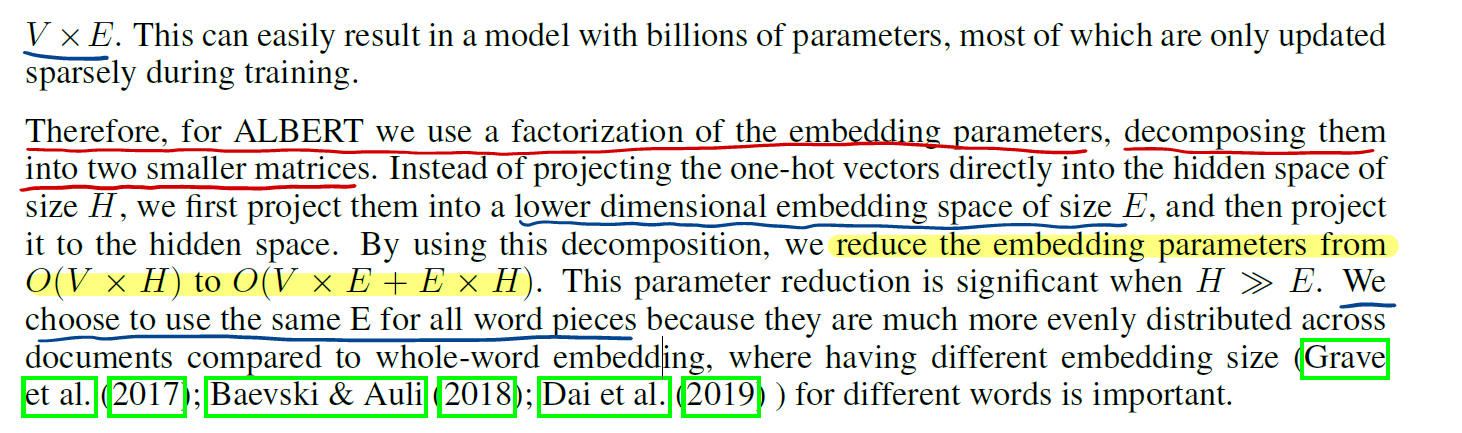 V × E. This can easily result in a model with billions of parameters, most of which are only updated
sparsely during training.
Therefore, for ALBERT we use a factorization of the embedding parameters, decomposing them
into two smaller matrices. Instead of projecting the one-hot vectors directly into the hidden space of
size H, we first project them into a lower dimensional embedding space of size E, and then project
it to the hidden space. By using this decomposition, we reduce the embedding parameters from
O(V × H) to O(V × E + E × H). This parameter reduction is significant when H ≫ E. We
choose to use the same E for all word pieces because they are much more evenly distributed across
documents compared to whole-word embedding, where having different embedding size (Grave
et al. (2017); Baevski & Auli (2018); Dai et al. (2019) ) for different words is important.